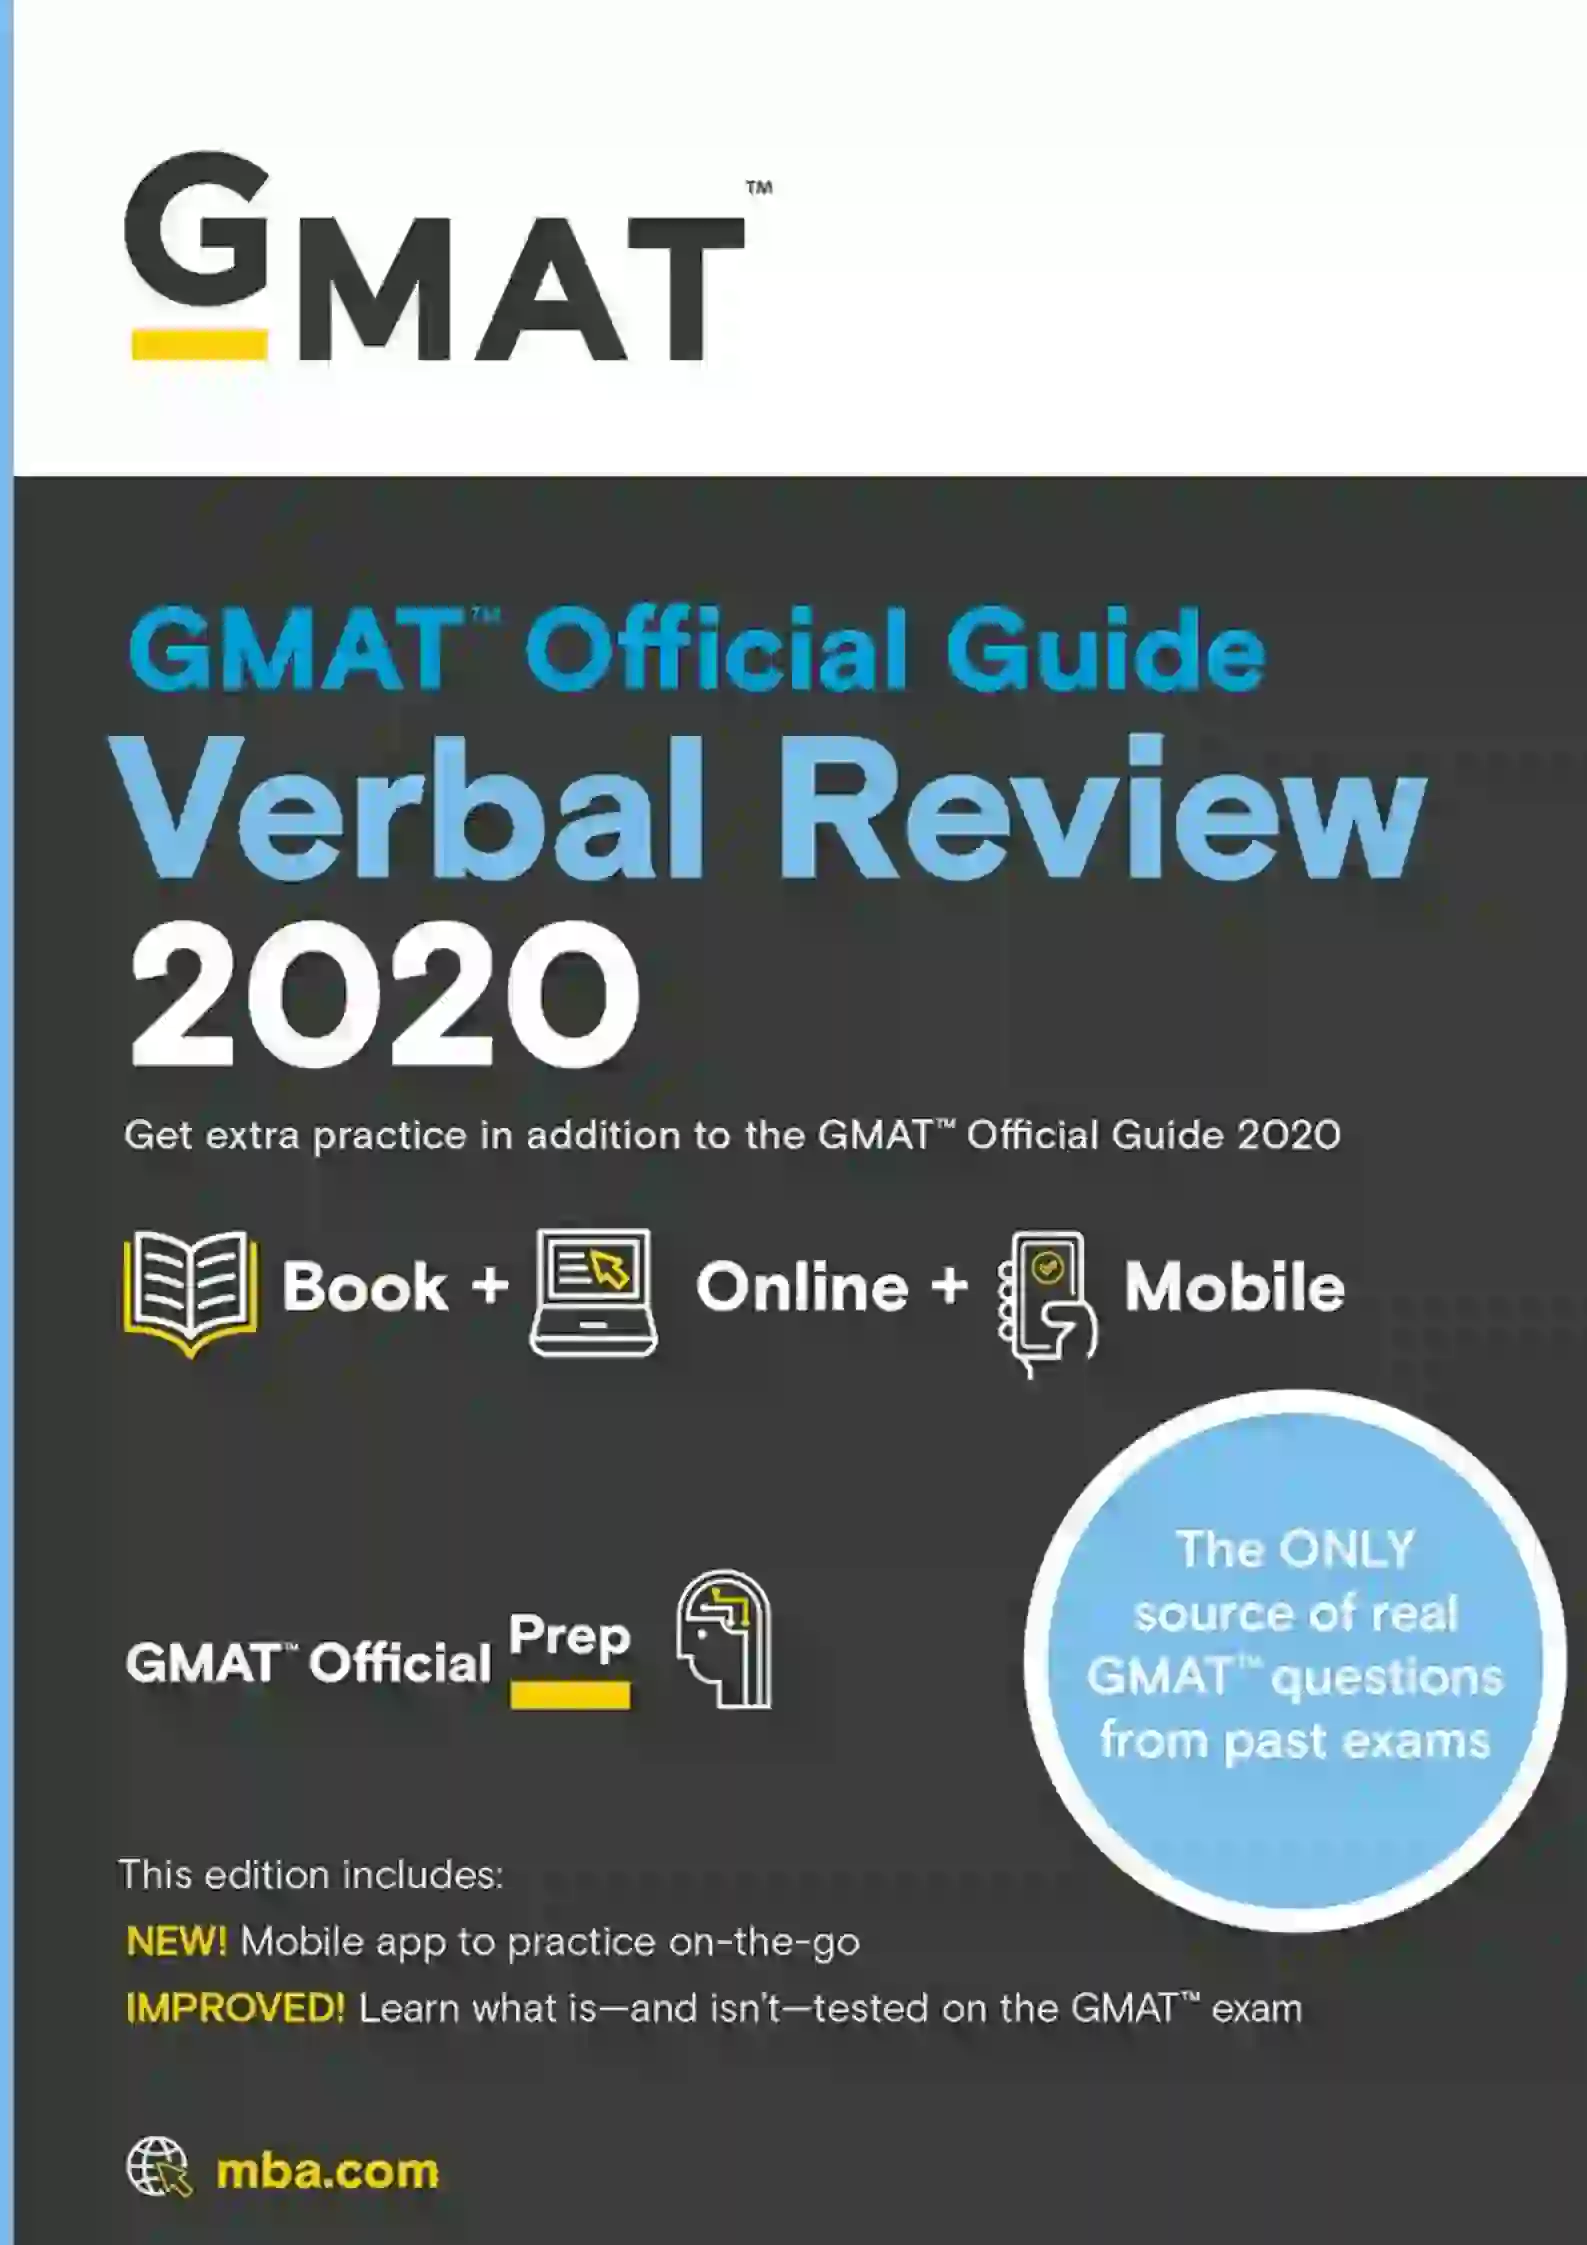 GMAT™
GMAT™ Official Guide
Verbal Review
2020
Get extra practice in addition to the GMAT™ Official Guide 2020
Book + Online + Mobile
The ONLY
source of real
GMAT™ questions
from past exams
GMAT™ Official Prep
This edition includes:
NEW! Mobile app to practice on-the-go
IMPROVED! Learn what is—and isn't—tested on the GMAT™ exam
mba.com